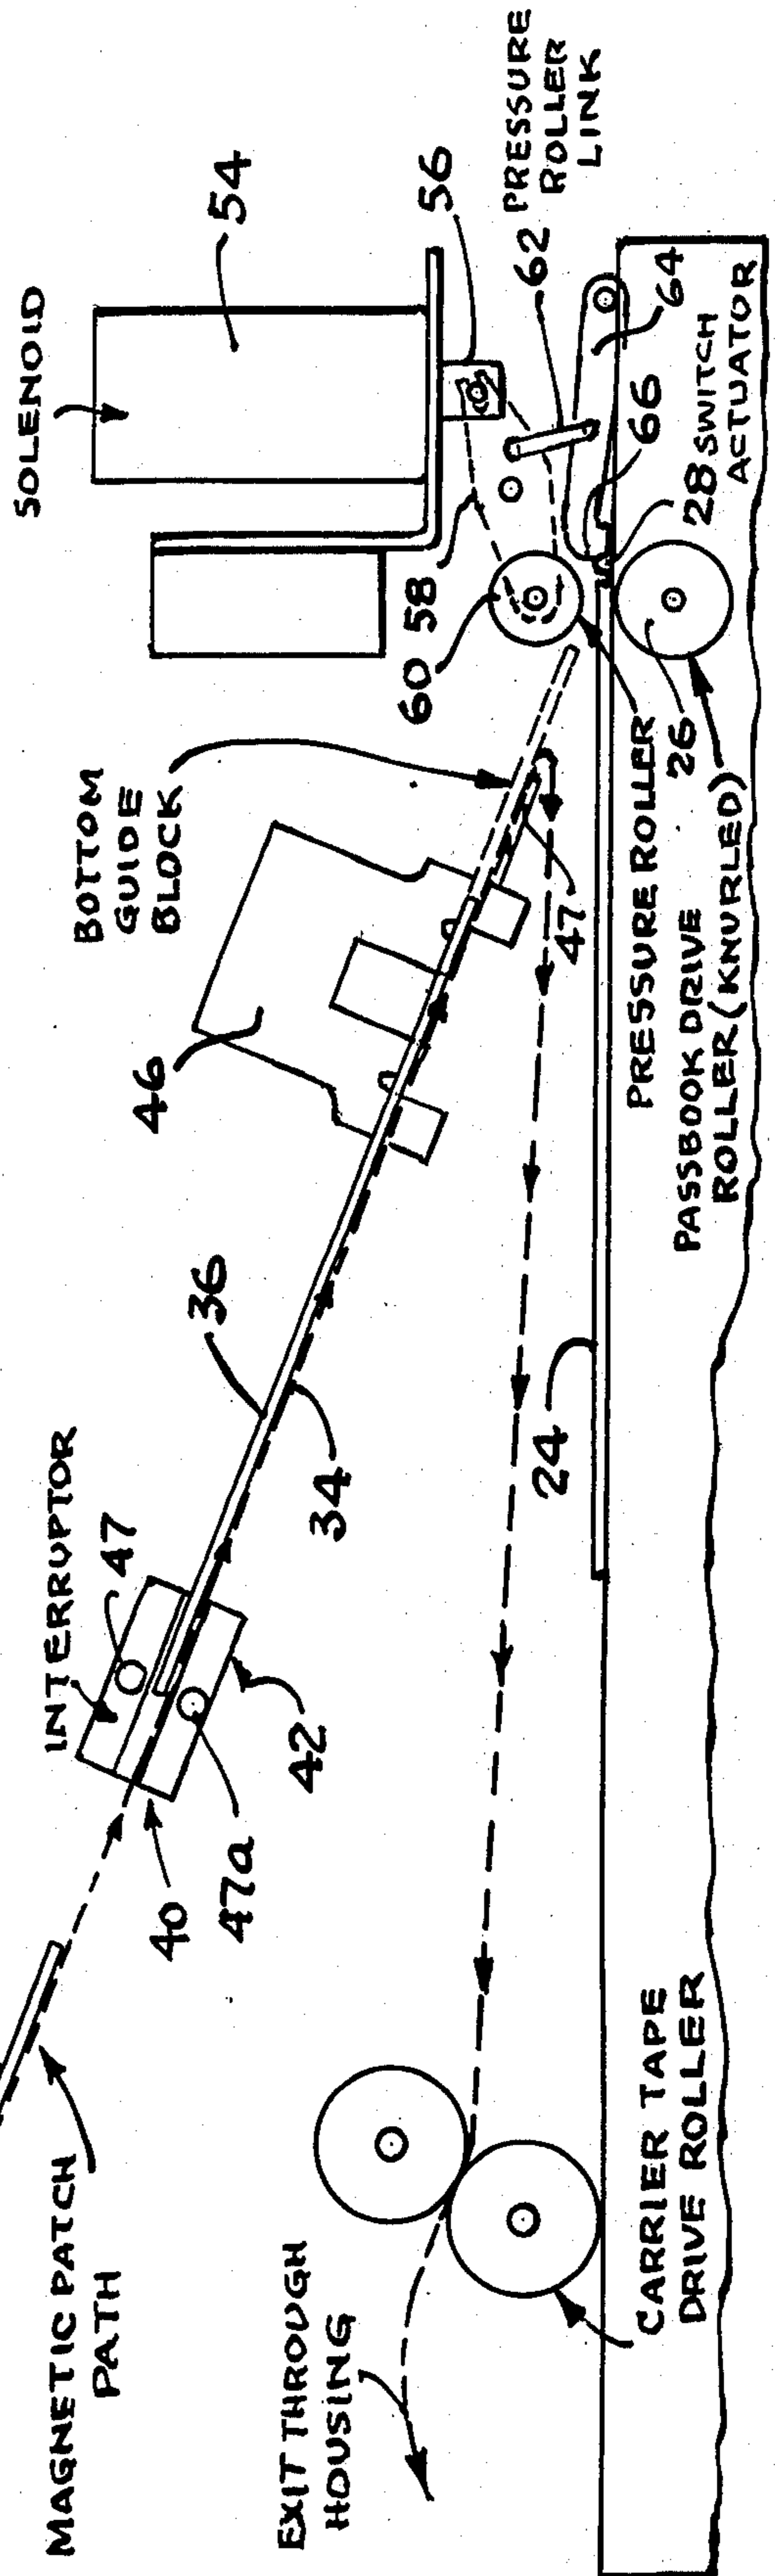 MAGNETIC PATCH
PATH
EXIT THROUGH
HOUSING
CARRIER TAPE
DRIVE ROLLER
INTERRUPTOR
47
40
47a
42
34
36
24
46
BOTTOM
GUIDE
BLOCK
47
PRESSURE ROLLER
PASSBOOK DRIVE
ROLLER (KNURLED)
26
SOLENOID
54
56
60
58
62
PRESSURE
ROLLER
LINK
64
66
28 SWITCH
ACTUATOR